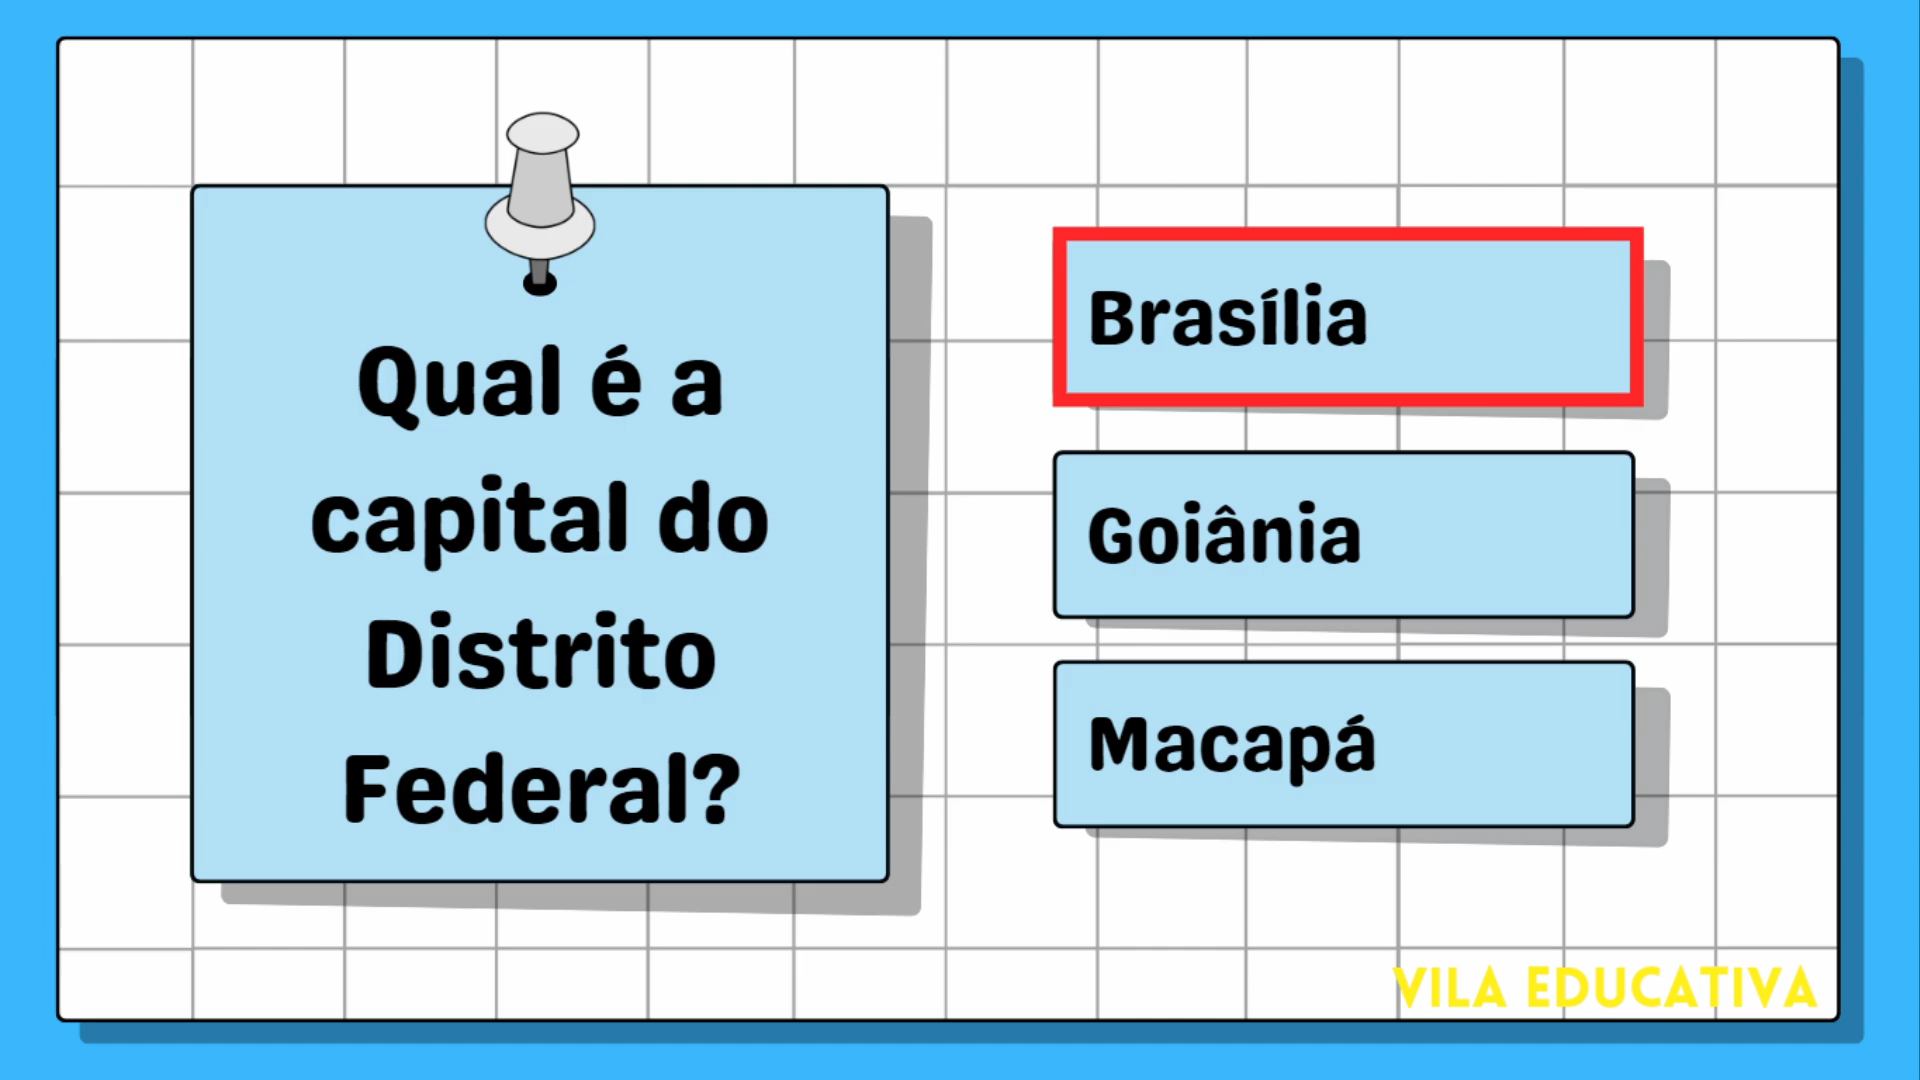 Qual é a
capital do
Distrito
Federal?
Brasília
Goiânia
Macapá
VILA EDUCATIVA